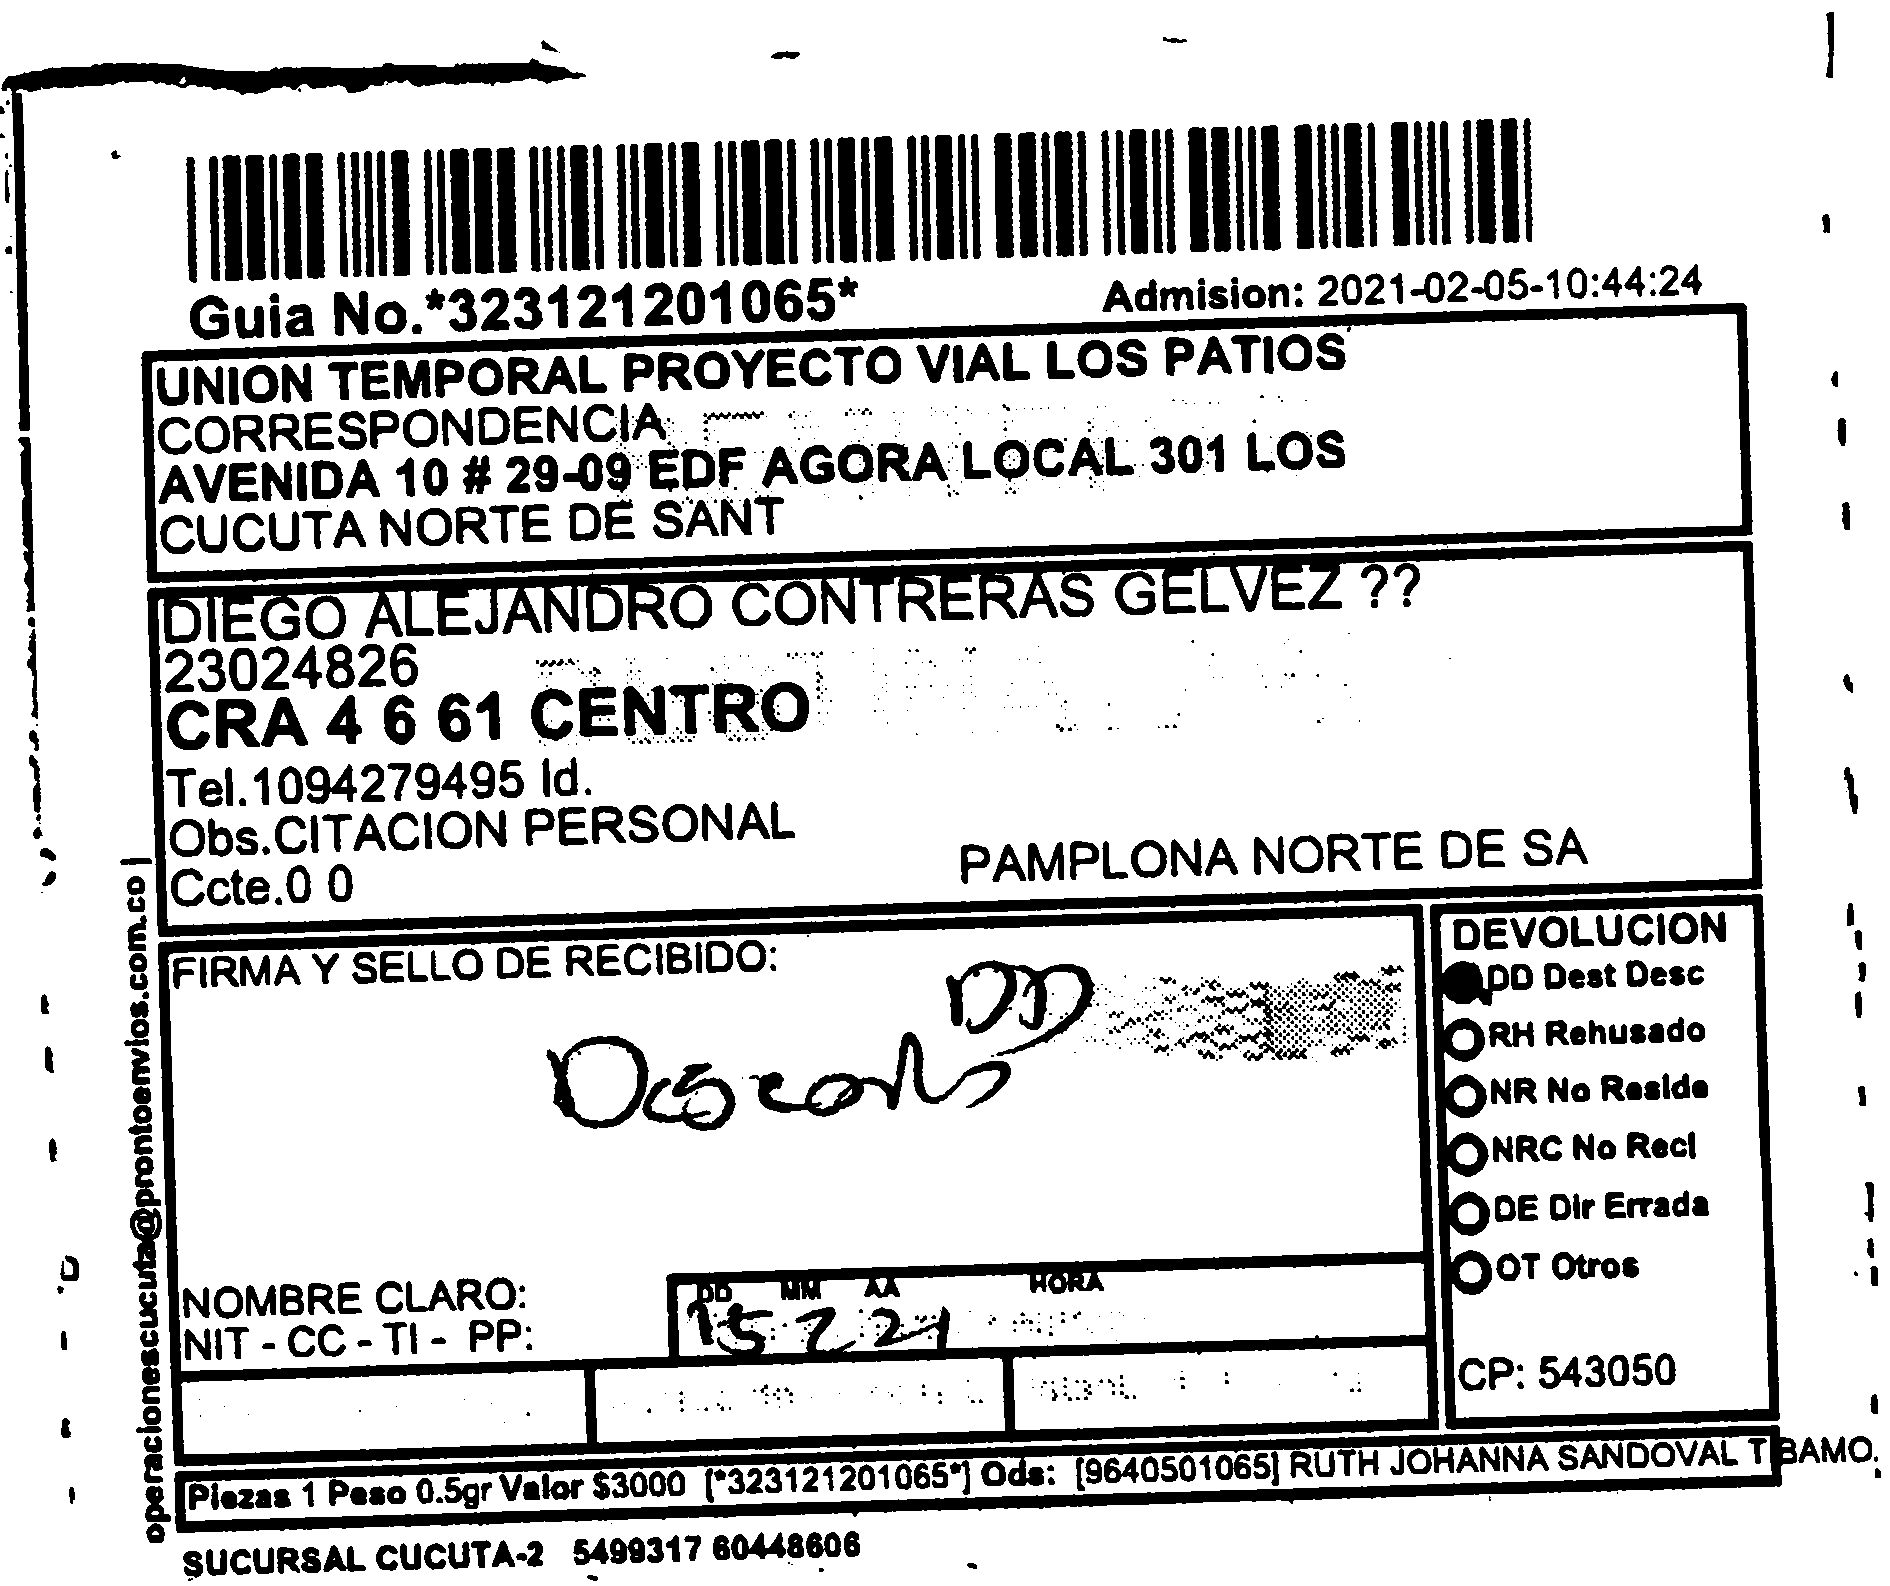 Guia No.*323121201065*
Admision: 2021-02-05-10:44:24
UNION TEMPORAL PROYECTO VIAL LOS PATIOS
CORRESPONDENCIA
AVENIDA 10 # 29-09 EDF AGORA LOCAL 301 LOS
CUCUTA NORTE DE SANT
DIEGO ALEJANDRO CONTRERAS GELVEZ ??
23024826
CRA 4 6 61 CENTRO
Tel.1094279495 Id.
Obs.CITACION PERSONAL
Ccte.0 0
PAMPLONA NORTE DE SA
FIRMA Y SELLO DE RECIBIDO:
DD
NOMBRE CLARO:
NIT - CC - TI - PP:
DD MM AA HORA
15 2 21
DEVOLUCION
DD Dest Desc
RH Rehusado
NR No Reside
NRC No Recl
DE Dir Errada
OT Otros
CP: 543050
Piezas 1 Peso 0.5gr Valor $3000 [*323121201065*] Ods: [9640501065] RUTH JOHANNA SANDOVAL TIBAMO.
SUCURSAL CUCUTA-2 5499317 60448606
operacionescucuta@prontoenvios.com.co |